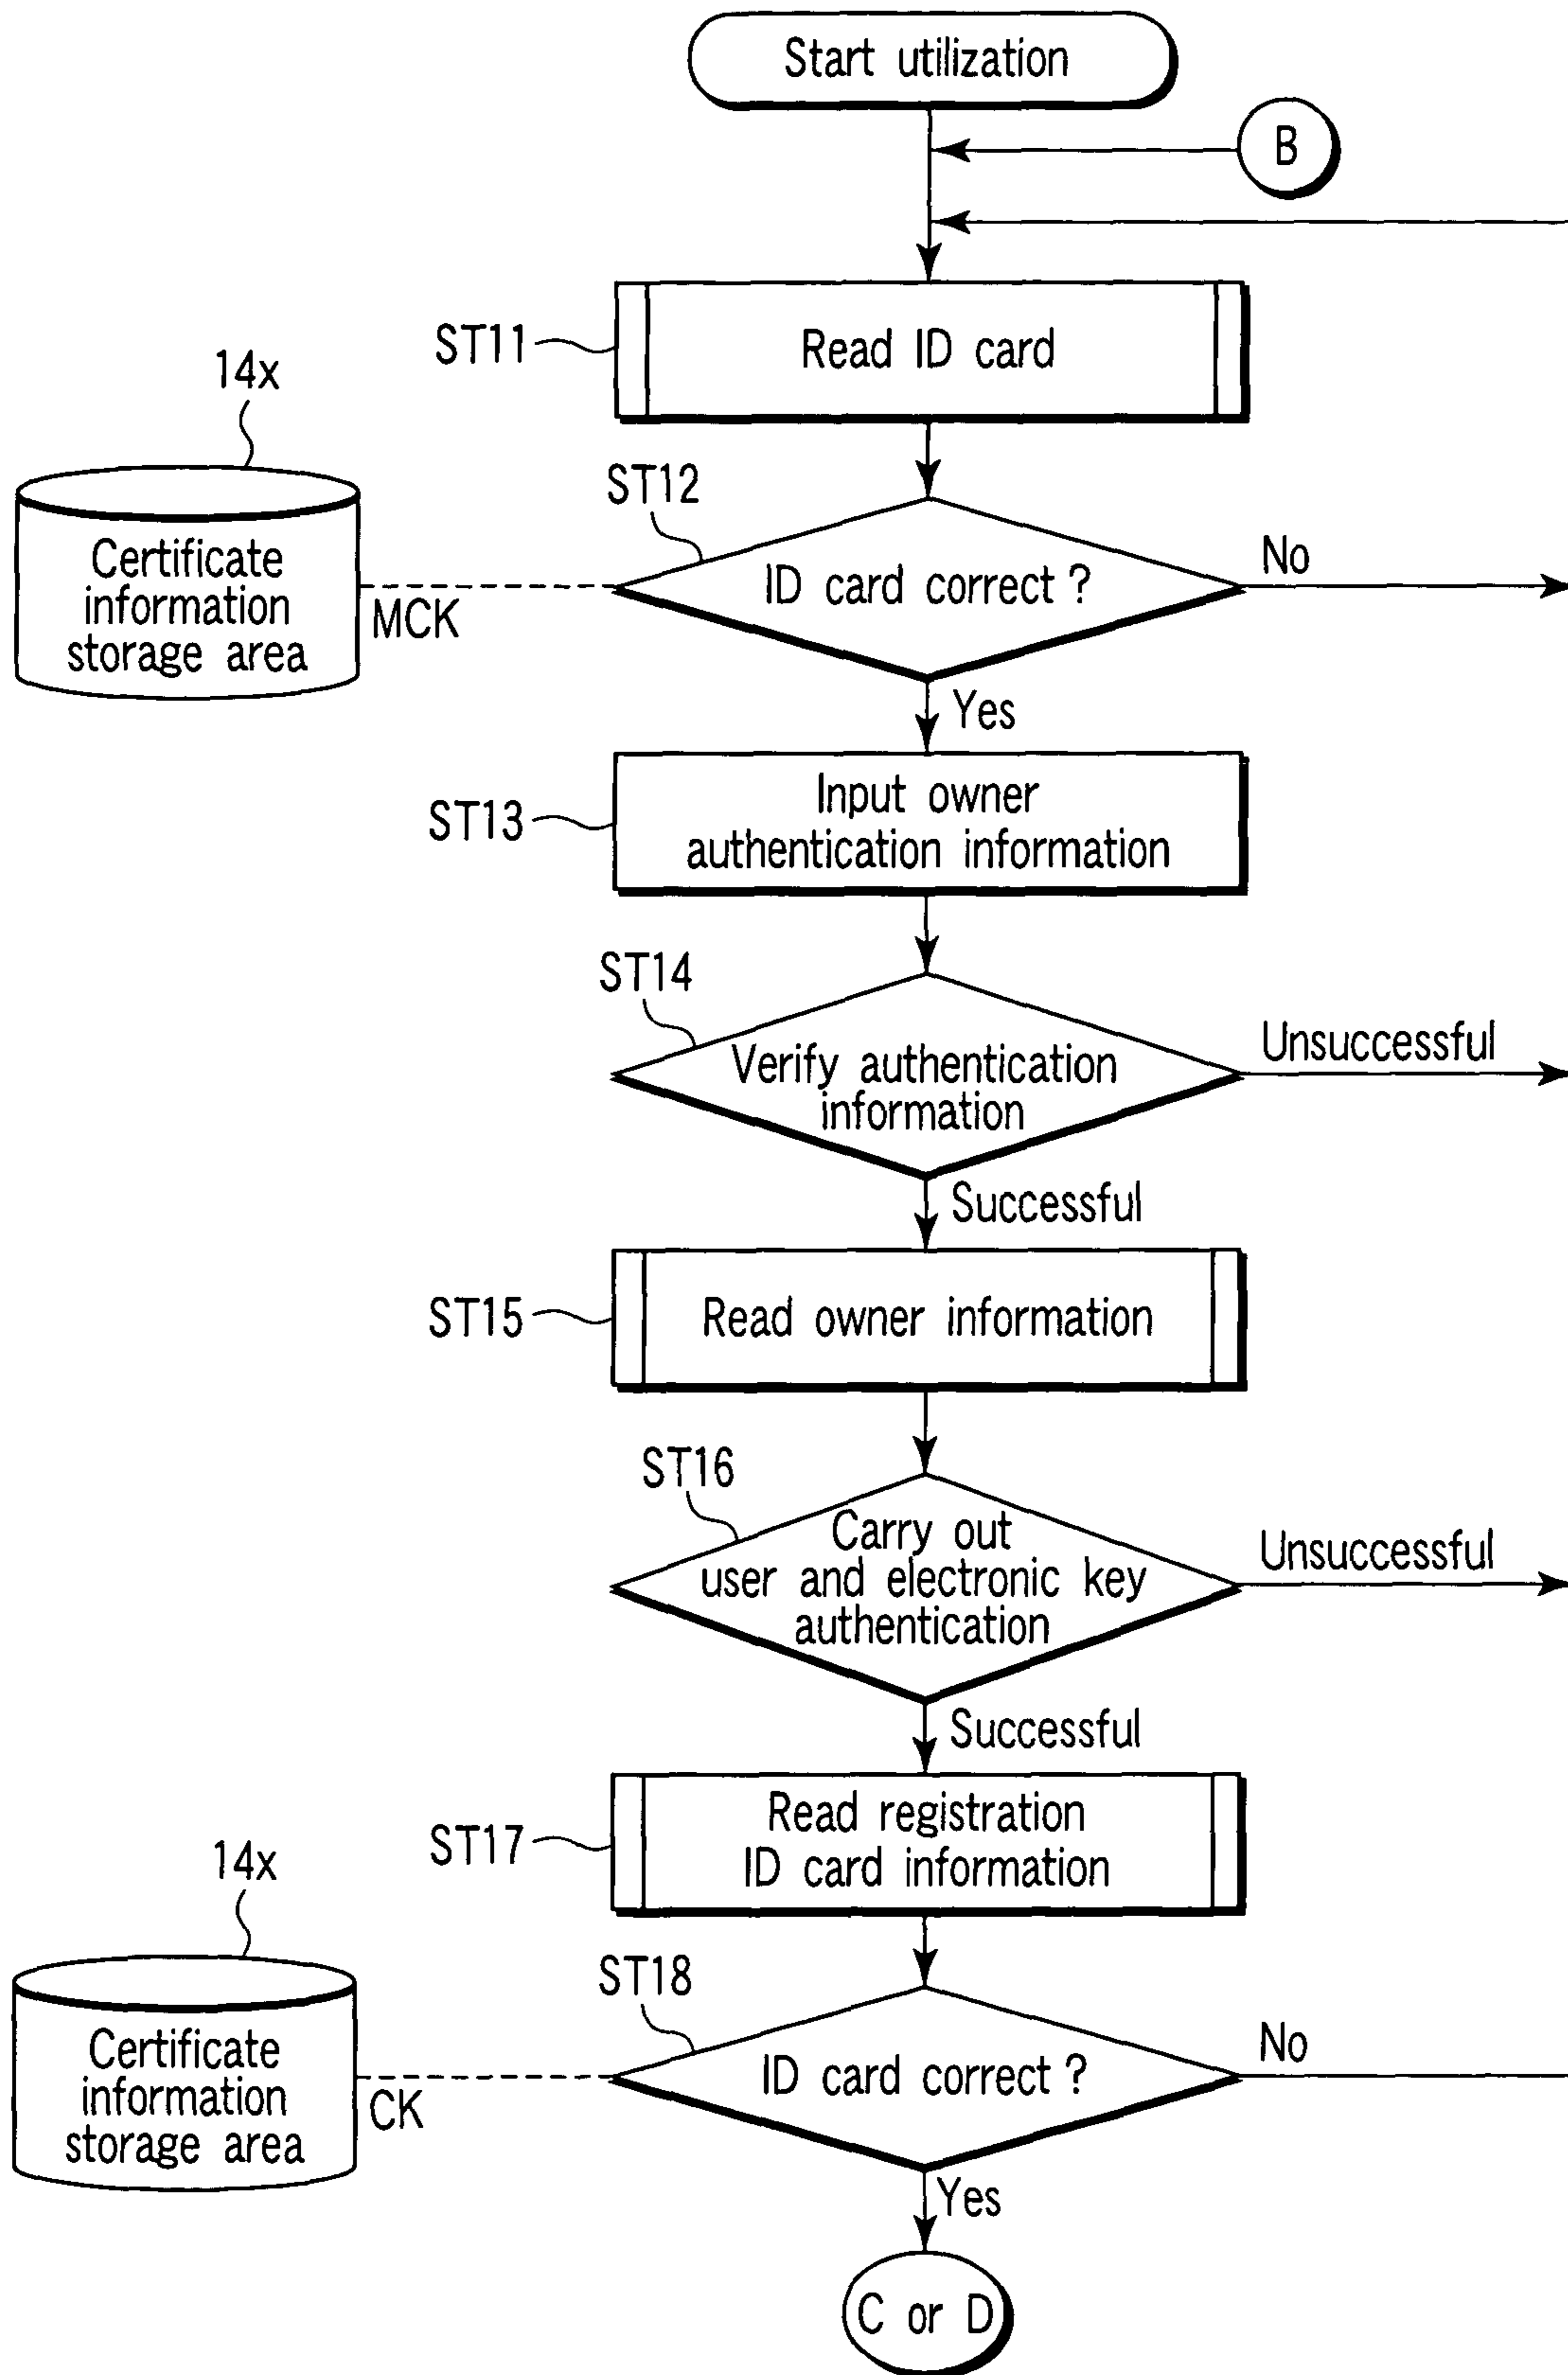 Start utilization
B
ST11
Read ID card
14x
ST12
Certificate
information
storage area
MCK
ID card correct ?
No
Yes
ST13
Input owner
authentication information
ST14
Verify authentication
information
Unsuccessful
Successful
ST15
Read owner information
ST16
Carry out
user and electronic key
authentication
Unsuccessful
Successful
ST17
Read registration
ID card information
14x
ST18
Certificate
information
storage area
CK
ID card correct ?
No
Yes
C or D